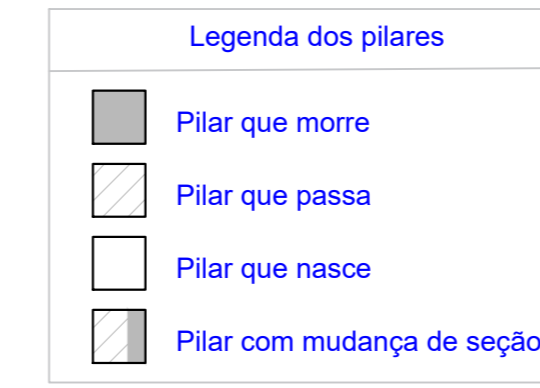 Legenda dos pilares
Pilar que morre
Pilar que passa
Pilar que nasce
Pilar com mudança de seção